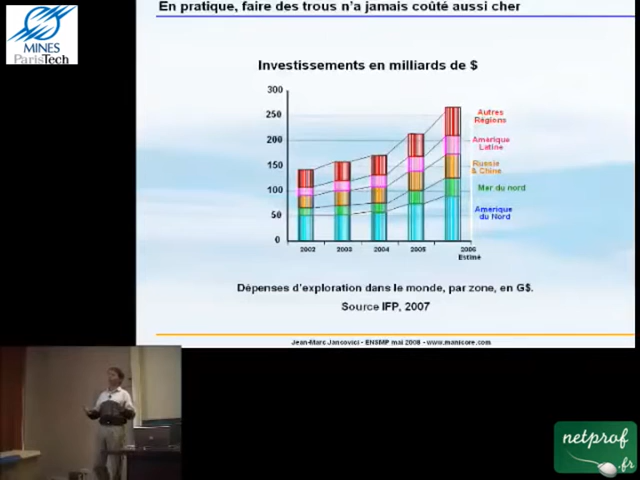 En pratique, faire des trous n'a jamais coûté aussi cher
MINES
ParisTech
Investissements en milliards de $
300
250
200
150
100
50
0
2002
2003
2004
2005
2006
Estimé
Autres
Régions
Amérique
Latine
Russie
& Chine
Mer du nord
Amérique
du Nord
Dépenses d'exploration dans le monde, par zone, en G$.
Source IFP, 2007
Jean-Marc Jancovici - ENSMP mai 2008 - www.manicore.com
netprof
.fr